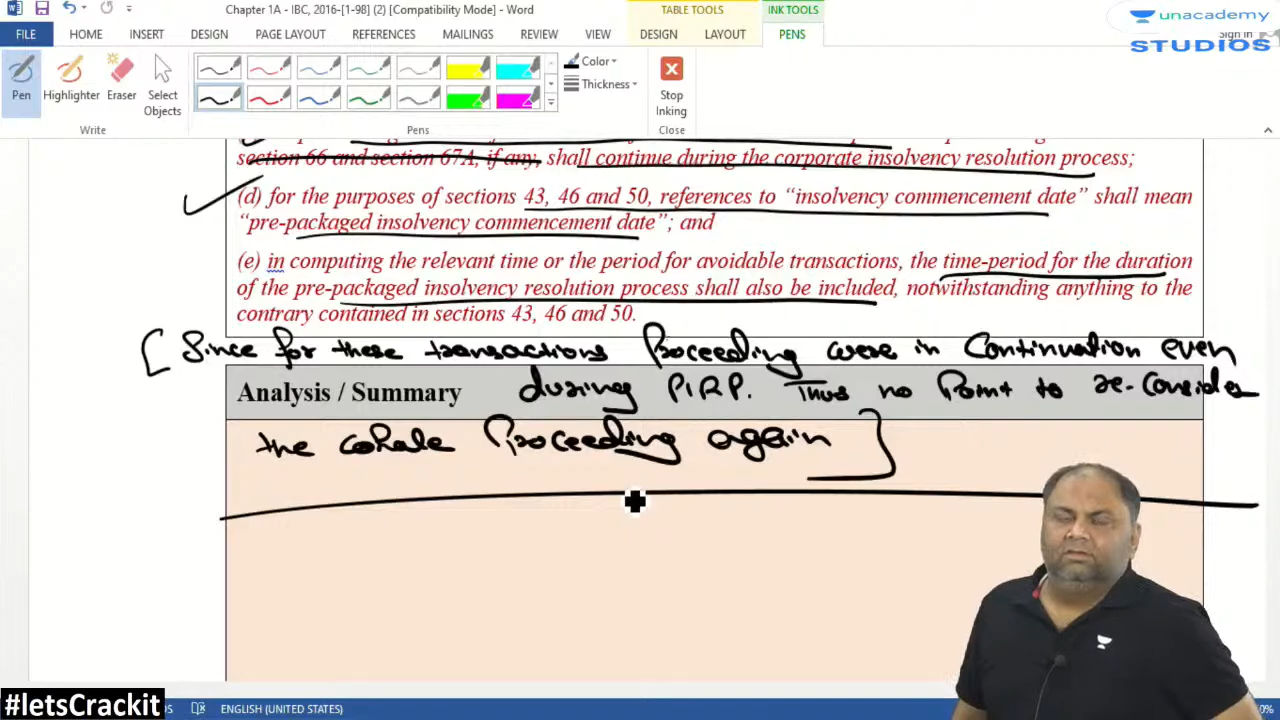 Chapter 1A - IBC, 2016-[1-98] (2) [Compatibility Mode] - Word
TABLE TOOLS
INK TOOLS
unacademy
STUDIOS
Sign in
FILE HOME INSERT DESIGN PAGE LAYOUT REFERENCES MAILINGS REVIEW VIEW DESIGN LAYOUT PENS
Color
Thickness
Pen
Highlighter
Eraser
Select Objects
Stop Inking
Write
Pens
Close
section 66 and section 67A, if any, shall continue during the corporate insolvency resolution process;
(d) for the purposes of sections 43, 46 and 50, references to “insolvency commencement date” shall mean
“pre-packaged insolvency commencement date”; and
(e) in computing the relevant time or the period for avoidable transactions, the time-period for the duration
of the pre-packaged insolvency resolution process shall also be included, notwithstanding anything to the
contrary contained in sections 43, 46 and 50.
[ Since for these transactions Proceeding were in Continuation even
Analysis / Summary during PIRP. Thus no Point to re-Consider
the whole Proceeding again ]
#letsCrackit
ENGLISH (UNITED STATES)